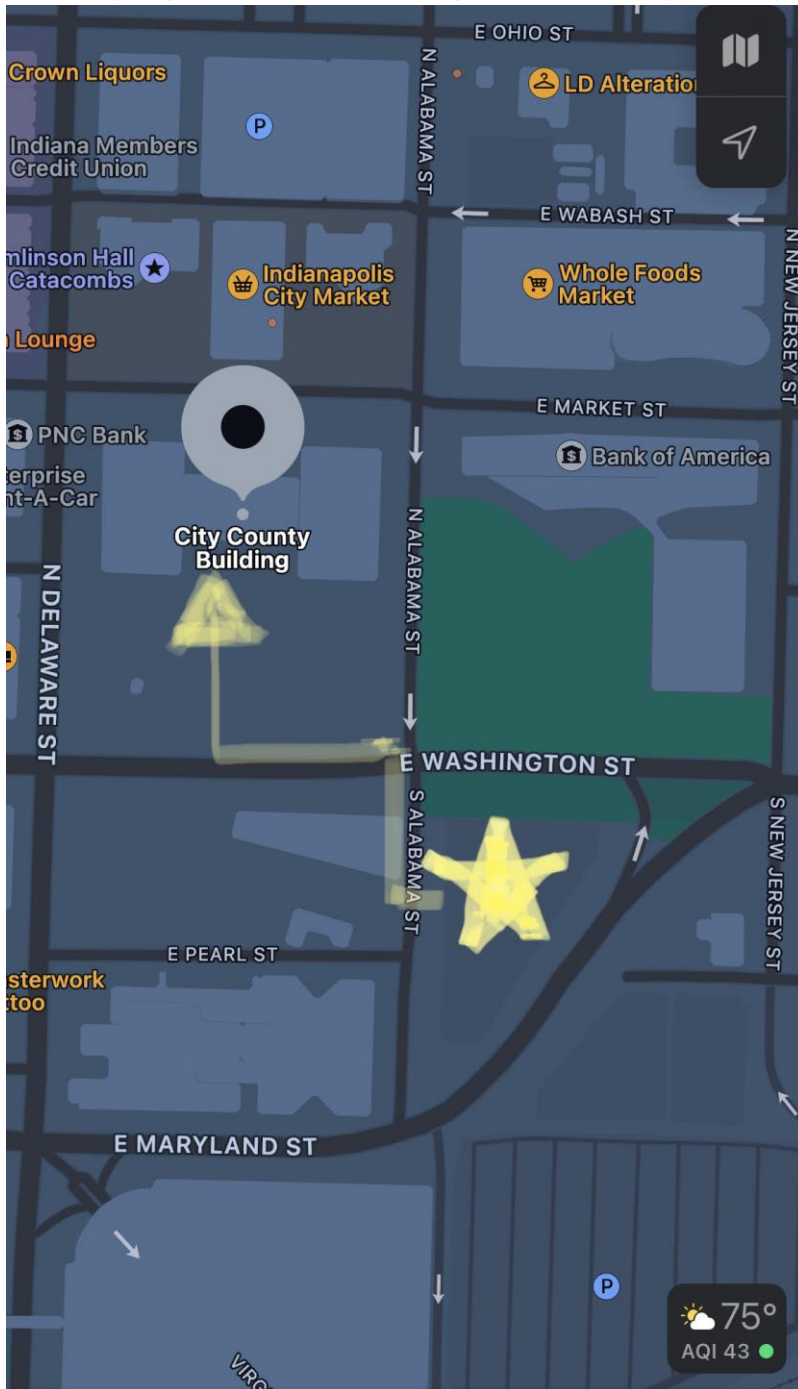 E OHIO ST
Crown Liquors
N ALABAMA ST
LD Alteratio
P
Indiana Members
Credit Union
E WABASH ST
N NEW JERSEY ST
mlinson Hall
Catacombs
Indianapolis
City Market
Whole Foods
Market
Lounge
E MARKET ST
$ PNC Bank
$ Bank of America
terprise
nt-A-Car
City County
Building
N ALABAMA ST
N DELAWARE ST
E WASHINGTON ST
S ALABAMA ST
S NEW JERSEY ST
E PEARL ST
sterwork
ttoo
E MARYLAND ST
P
75°
AQI 43
VIRG